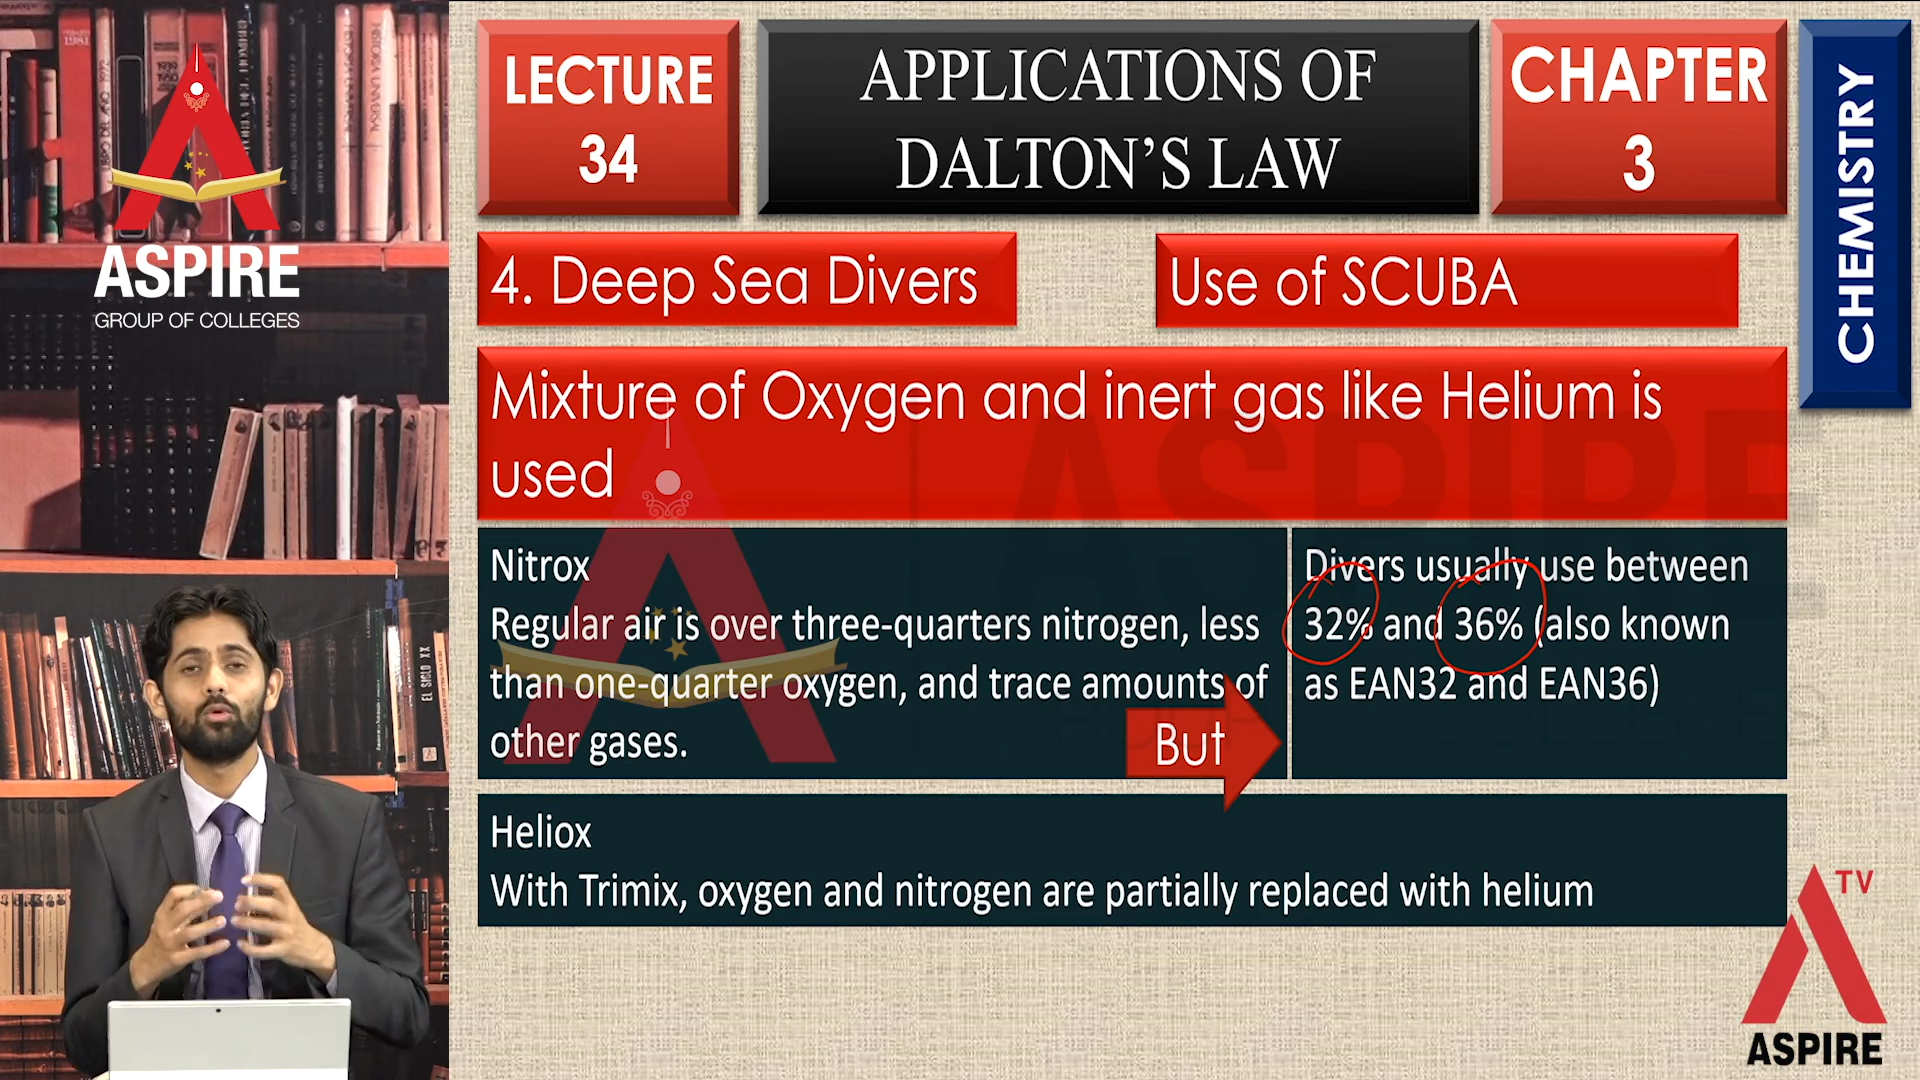 ASPIRE
GROUP OF COLLEGES
LECTURE
34
APPLICATIONS OF
DALTON'S LAW
CHAPTER
3
CHEMISTRY
4. Deep Sea Divers
Use of SCUBA
Mixture of Oxygen and inert gas like Helium is
used
Nitrox
Regular air is over three-quarters nitrogen, less
than one-quarter oxygen, and trace amounts of
other gases.
But
Divers usually use between
32% and 36% (also known
as EAN32 and EAN36)
Heliox
With Trimix, oxygen and nitrogen are partially replaced with helium
TV
ASPIRE
EL SIGLO XX
ASPIRE